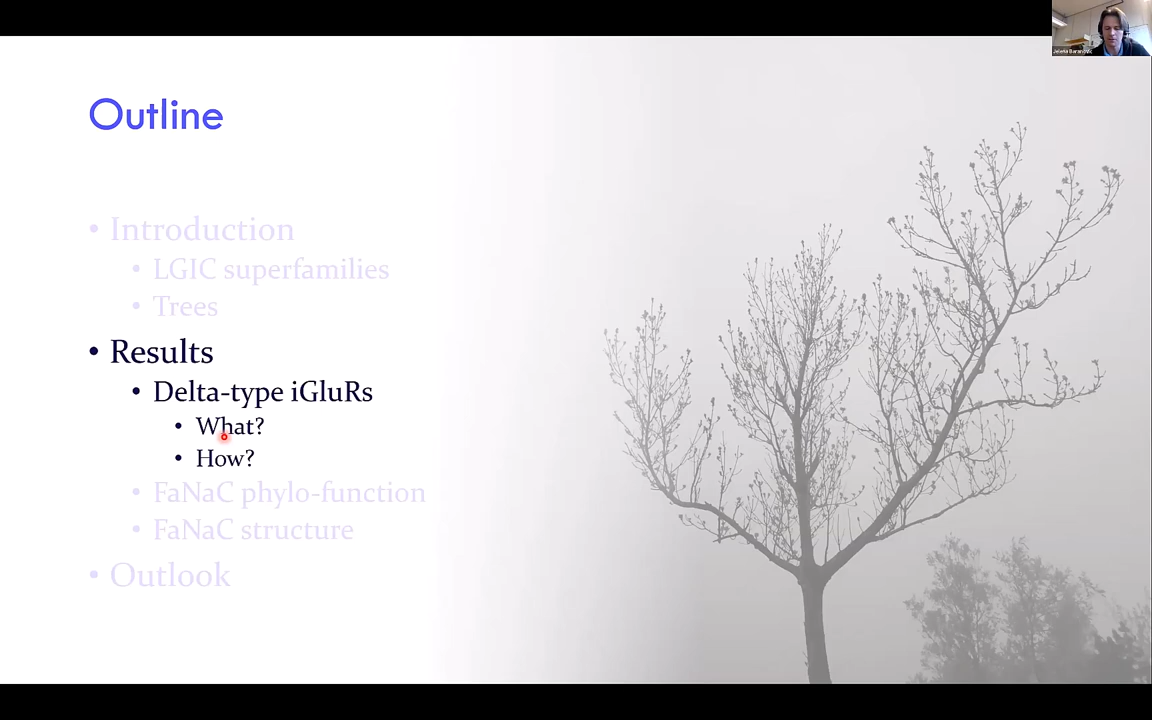 Outline
• Introduction
• LGIC superfamilies
• Trees
• Results
• Delta-type iGluRs
• What?
• How?
• FaNaC phylo-function
• FaNaC structure
• Outlook